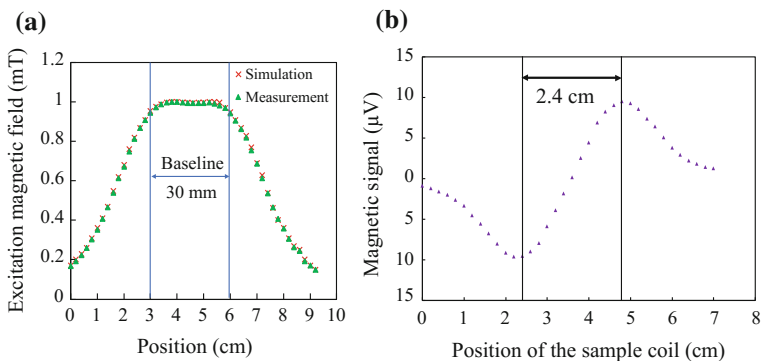 (a)
Excitation magnetic field (mT)
1.2
1
0.8
0.6
0.4
0.2
0
× Simulation
▲ Measurement
Baseline
30 mm
0 1 2 3 4 5 6 7 8 9 10
Position (cm)
(b)
Magnetic signal (µV)
15
10
5
0
5
10
15
2.4 cm
0 1 2 3 4 5 6 7 8
Position of the sample coil (cm)